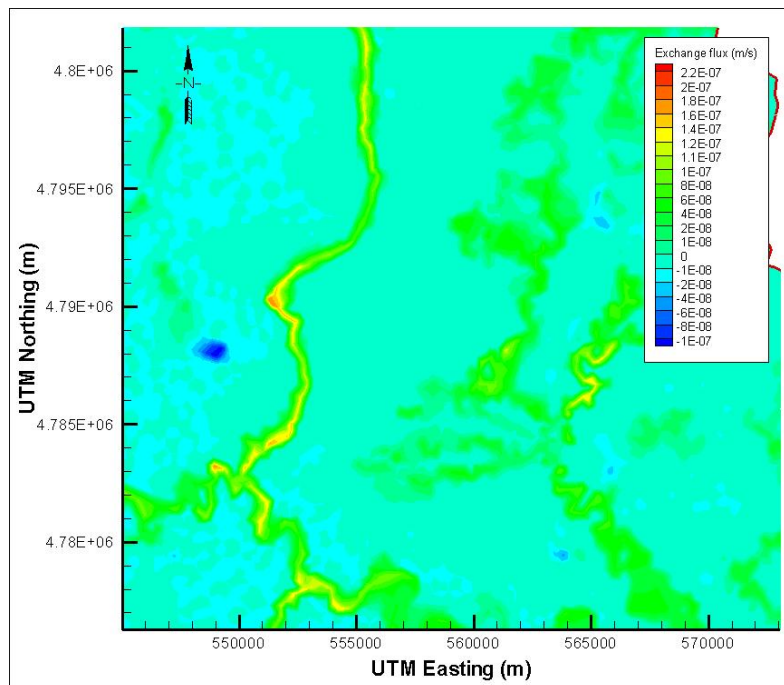 4.8E+06
4.795E+06
4.79E+06
4.785E+06
4.78E+06
UTM Northing (m)
N
Exchange flux (m/s)
2.2E-07
2E-07
1.8E-07
1.6E-07
1.4E-07
1.2E-07
1E-07
8E-08
6E-08
4E-08
2E-08
1E-08
0
-1E-08
-2E-08
-4E-08
-6E-08
-8E-08
-1E-07
550000
555000
560000
565000
570000
UTM Easting (m)